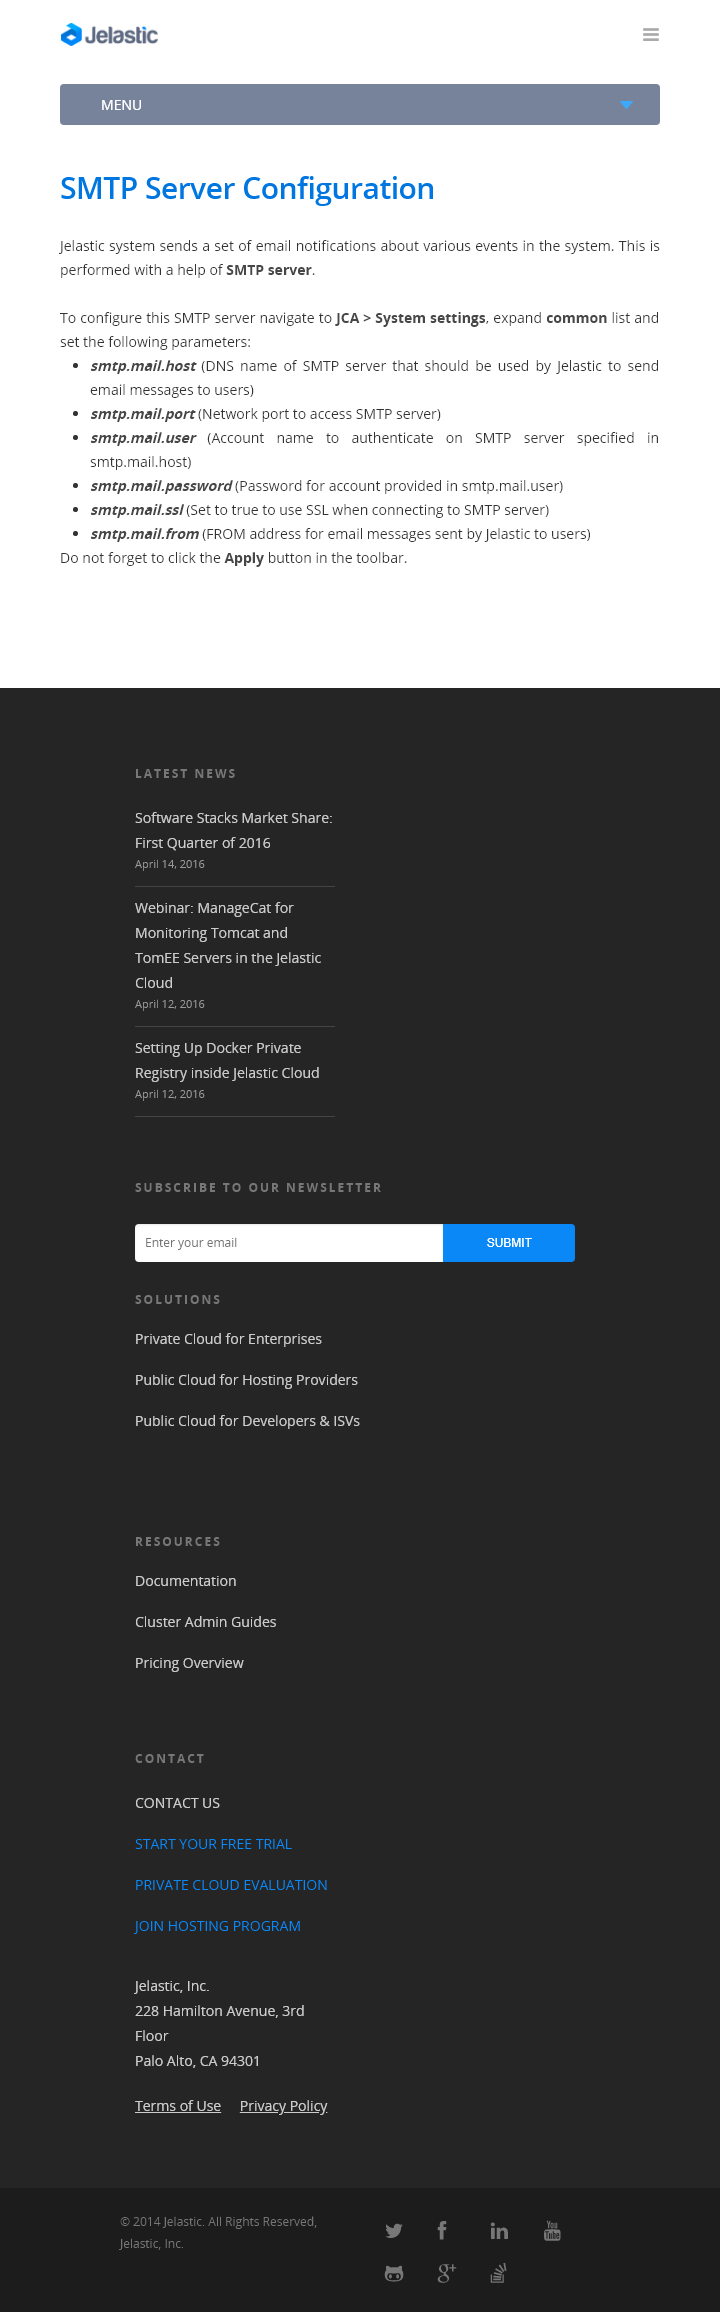 Jelastic
MENU
SMTP Server Configuration
Jelastic system sends a set of email notifications about various events in the system. This is
performed with a help of SMTP server.
To configure this SMTP server navigate to JCA > System settings, expand common list and
set the following parameters:
smtp.mail.host (DNS name of SMTP server that should be used by Jelastic to send
email messages to users)
smtp.mail.port (Network port to access SMTP server)
smtp.mail.user (Account name to authenticate on SMTP server specified in
smtp.mail.host)
smtp.mail.password (Password for account provided in smtp.mail.user)
smtp.mail.ssl (Set to true to use SSL when connecting to SMTP server)
smtp.mail.from (FROM address for email messages sent by Jelastic to users)
Do not forget to click the Apply button in the toolbar.
LATEST NEWS
Software Stacks Market Share:
First Quarter of 2016
April 14, 2016
Webinar: ManageCat for
Monitoring Tomcat and
TomEE Servers in the Jelastic
Cloud
April 12, 2016
Setting Up Docker Private
Registry inside Jelastic Cloud
April 12, 2016
SUBSCRIBE TO OUR NEWSLETTER
Enter your email SUBMIT
SOLUTIONS
Private Cloud for Enterprises
Public Cloud for Hosting Providers
Public Cloud for Developers & ISVs
RESOURCES
Documentation
Cluster Admin Guides
Pricing Overview
CONTACT
CONTACT US
START YOUR FREE TRIAL
PRIVATE CLOUD EVALUATION
JOIN HOSTING PROGRAM
Jelastic, Inc.
228 Hamilton Avenue, 3rd
Floor
Palo Alto, CA 94301
Terms of Use Privacy Policy
© 2014 Jelastic. All Rights Reserved,
Jelastic, Inc.
You Tube